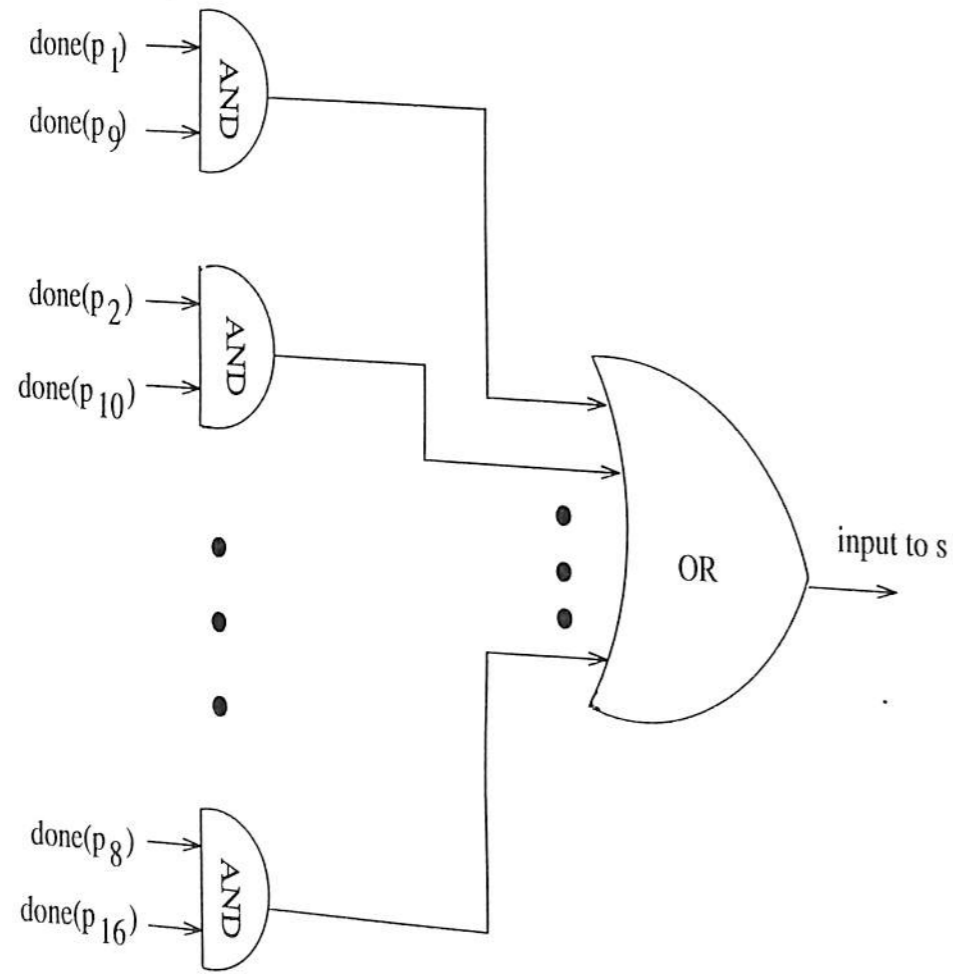 done(p1)
AND
done(p9)
done(p2)
AND
done(p10)
OR
input to s
done(p8)
AND
done(p16)